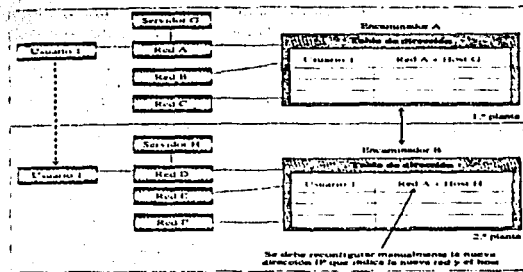 Servidor G
Encaminador A
Usuario 1
Red A
Tabla de dirección
Usuario 1
Red A + Host G
Red B
Red C
1.ª planta
Servidor H
Encaminador B
Usuario 1
Red D
Tabla de dirección
Usuario 1
Red A + Host H
Red E
Red F
2.ª planta
Se debe reconfigurar manualmente la nueva
dirección IP que indica la nueva red y el host